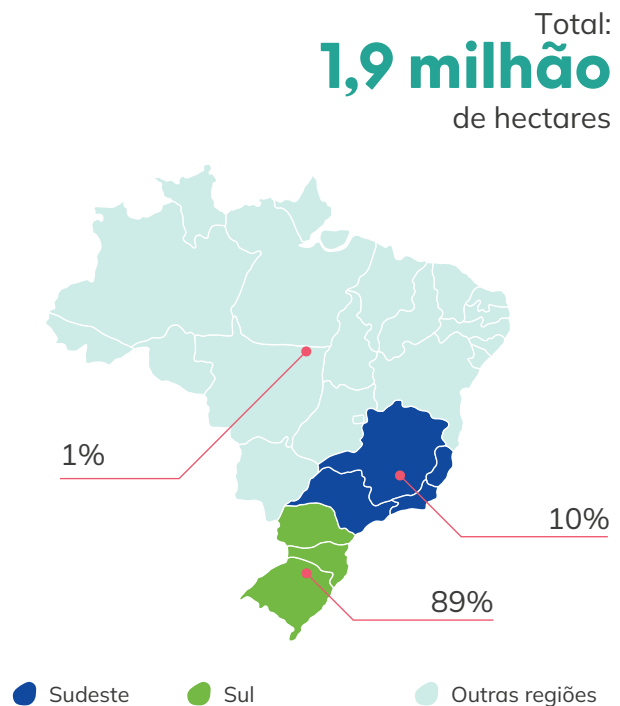 Total:
1,9 milhão
de hectares
1%
10%
89%
Sudeste
Sul
Outras regiões